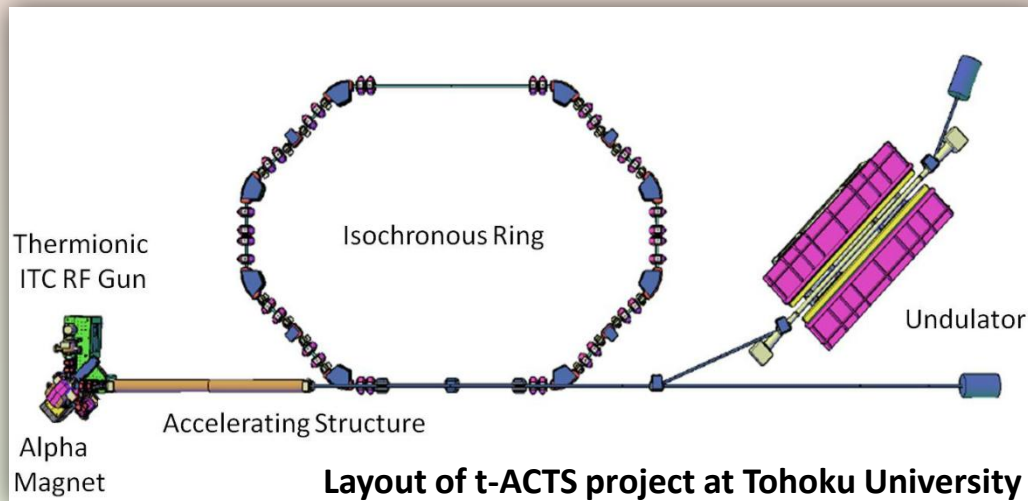 Thermionic
ITC RF Gun
Isochronous Ring
Undulator
Accelerating Structure
Alpha
Magnet
Layout of t-ACTS project at Tohoku University